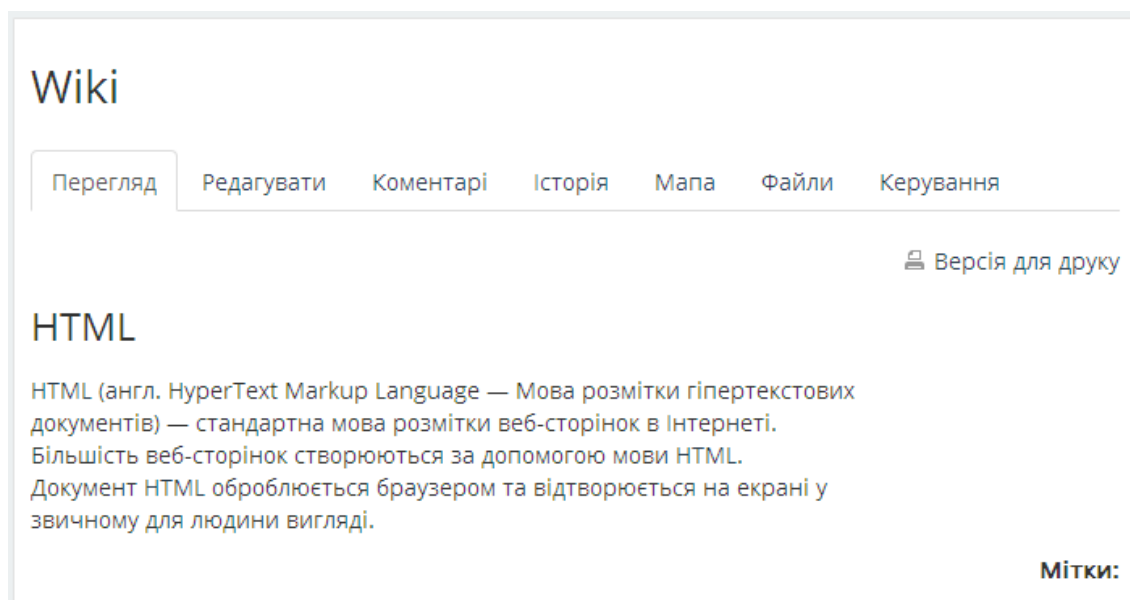 Wiki
Перегляд Редагувати Коментарі Історія Мапа Файли Керування
Версія для друку
HTML
HTML (англ. HyperText Markup Language — Мова розмітки гіпертекстових
документів) — стандартна мова розмітки веб-сторінок в Інтернеті.
Більшість веб-сторінок створюються за допомогою мови HTML.
Документ HTML оброблюється браузером та відтворюється на екрані у
звичному для людини вигляді.
Мітки: